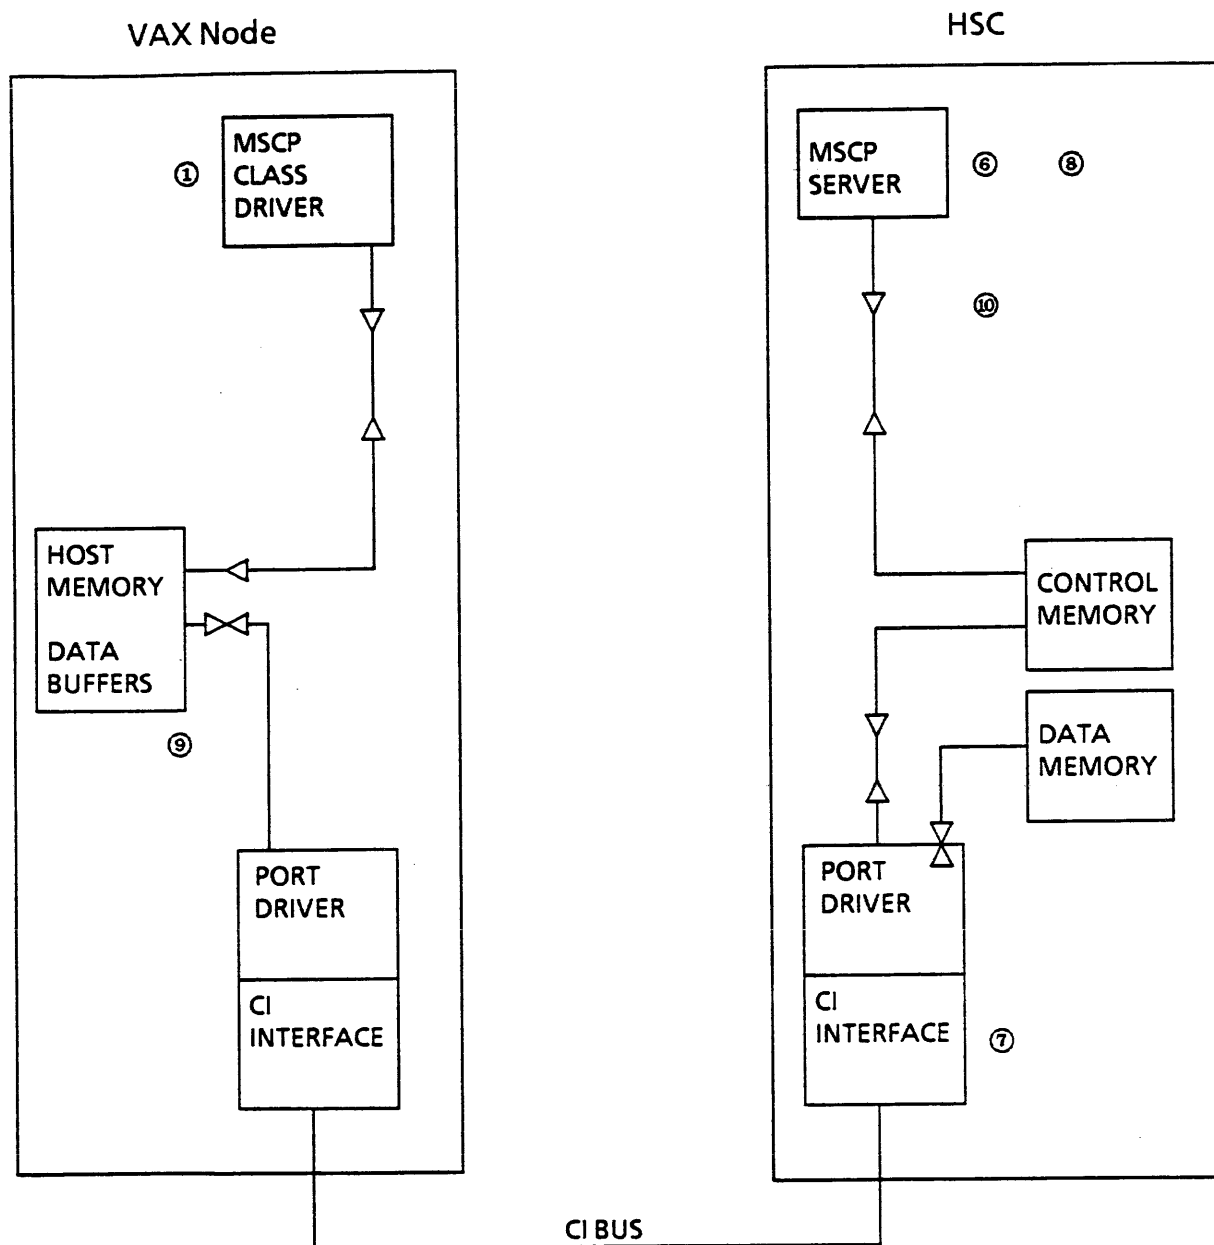 VAX Node
HSC
MSCP
CLASS
DRIVER
①
MSCP
SERVER
⑥
⑧
⑩
HOST
MEMORY
DATA
BUFFERS
⑨
CONTROL
MEMORY
DATA
MEMORY
PORT
DRIVER
CI
INTERFACE
PORT
DRIVER
CI
INTERFACE
⑦
CI BUS